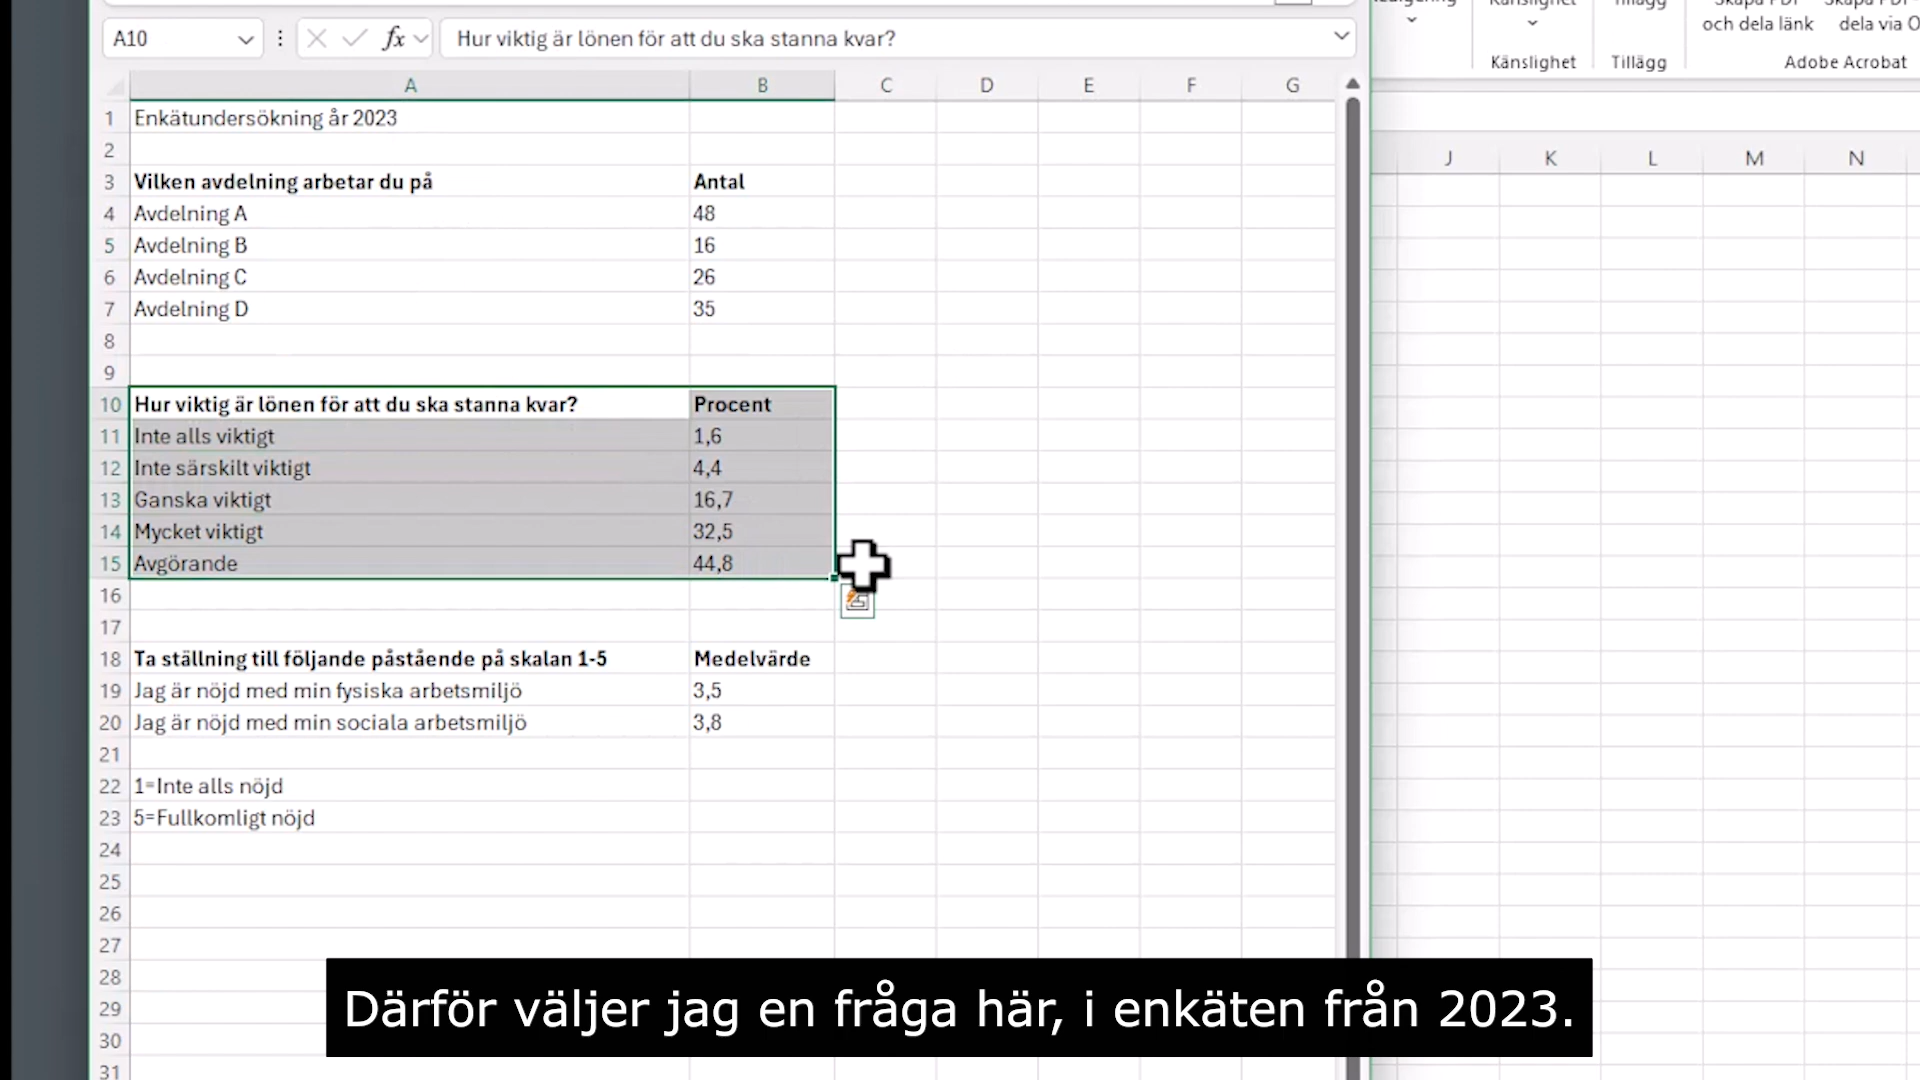 A10 fx Hur viktig är lönen för att du ska stanna kvar?
och dela länk dela via O
Känslighet Tillägg Adobe Acrobat
A B C D E F G
J K L M N
1 Enkätundersökning år 2023
2
3 Vilken avdelning arbetar du på Antal
4 Avdelning A 48
5 Avdelning B 16
6 Avdelning C 26
7 Avdelning D 35
8
9
10 Hur viktig är lönen för att du ska stanna kvar? Procent
11 Inte alls viktigt 1,6
12 Inte särskilt viktigt 4,4
13 Ganska viktigt 16,7
14 Mycket viktigt 32,5
15 Avgörande 44,8
16
17
18 Ta ställning till följande påstående på skalan 1-5 Medelvärde
19 Jag är nöjd med min fysiska arbetsmiljö 3,5
20 Jag är nöjd med min sociala arbetsmiljö 3,8
21
22 1=Inte alls nöjd
23 5=Fullkomligt nöjd
24
25
26
27
28
29
30
31
Därför väljer jag en fråga här, i enkäten från 2023.